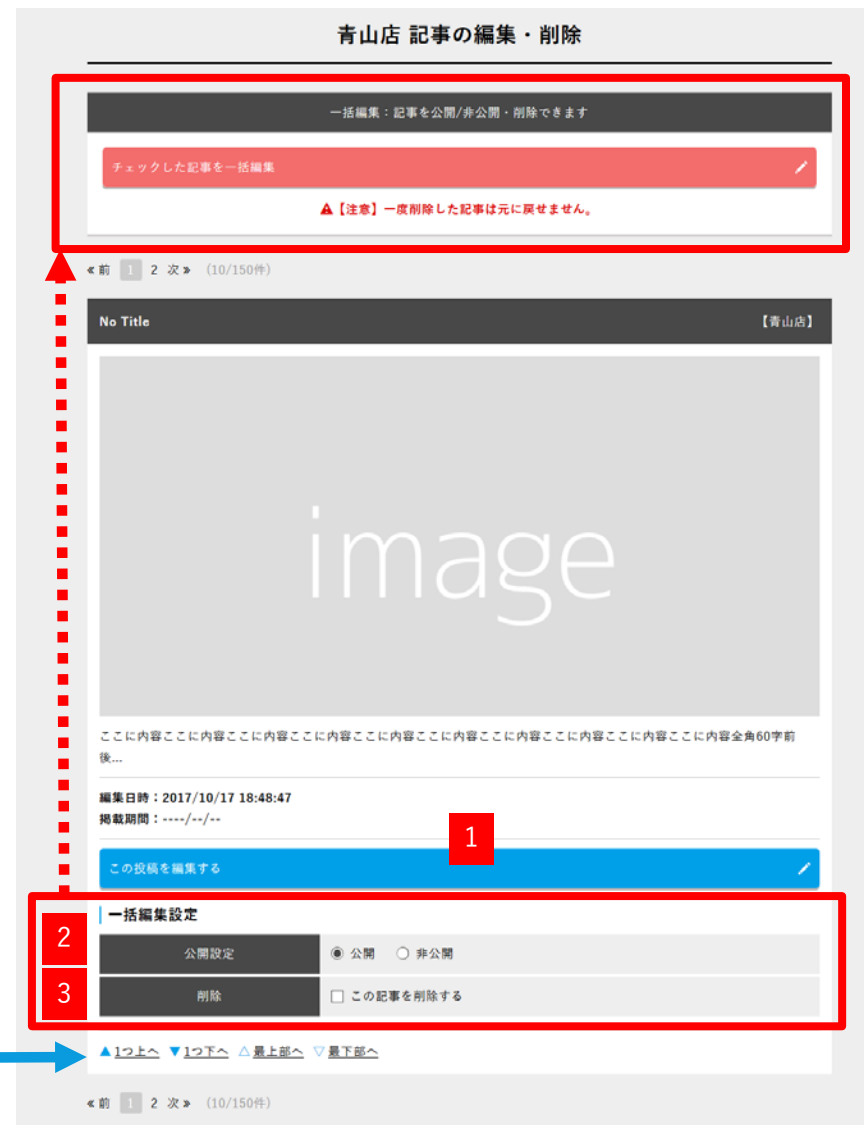 青山店 記事の編集・削除
一括編集：記事を公開/非公開・削除できます
チェックした記事を一括編集
【注意】一度削除した記事は元に戻せません。
≪前 1 2 次≫ (10/150件)
No Title 【青山店】
image
ここに内容ここに内容ここに内容ここに内容ここに内容ここに内容ここに内容ここに内容ここに内容ここに内容全角60字前
後...
編集日時：2017/10/17 18:48:47
掲載期間：----/--/--
1
この投稿を編集する
一括編集設定
2 公開設定 公開 非公開
3 削除 この記事を削除する
▲1つ上へ ▼1つ下へ △最上部へ ▽最下部へ
≪前 1 2 次≫ (10/150件)